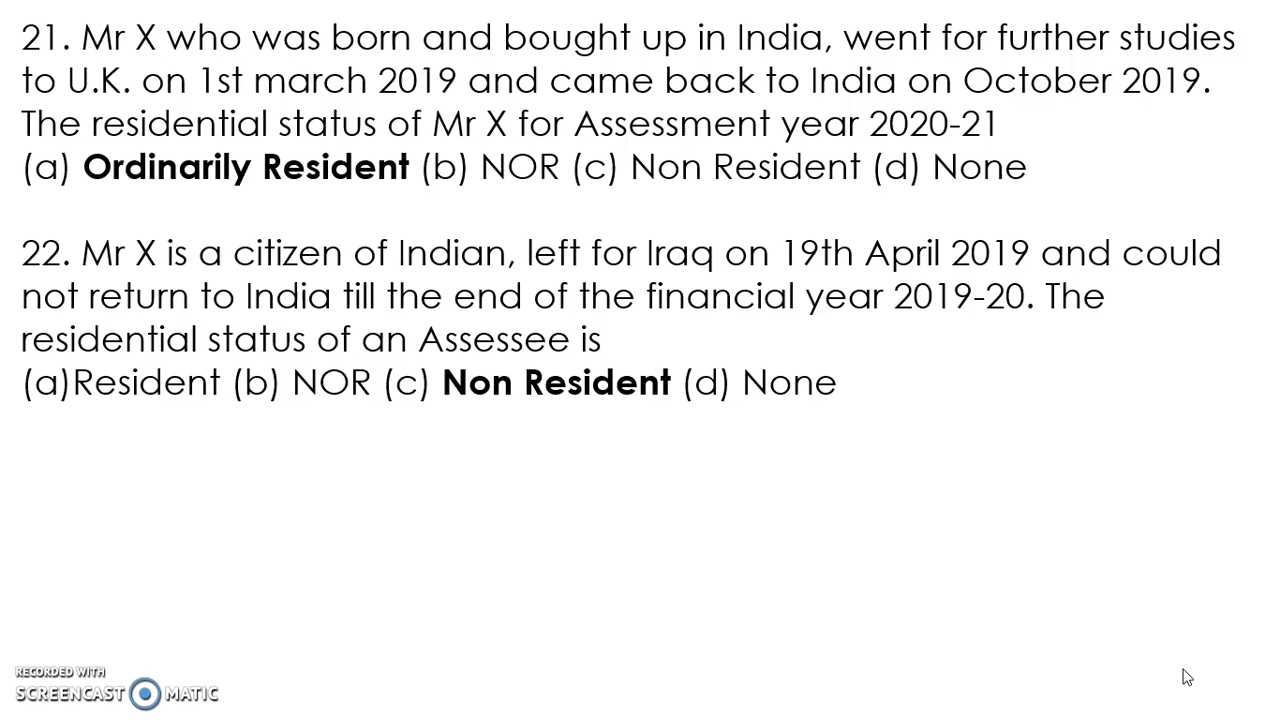 21. Mr X who was born and bought up in India, went for further studies
to U.K. on 1st march 2019 and came back to India on October 2019.
The residential status of Mr X for Assessment year 2020-21
(a) Ordinarily Resident (b) NOR (c) Non Resident (d) None
22. Mr X is a citizen of Indian, left for Iraq on 19th April 2019 and could
not return to India till the end of the financial year 2019-20. The
residential status of an Assessee is
(a)Resident (b) NOR (c) Non Resident (d) None
RECORDED WITH
SCREENCAST MATIC